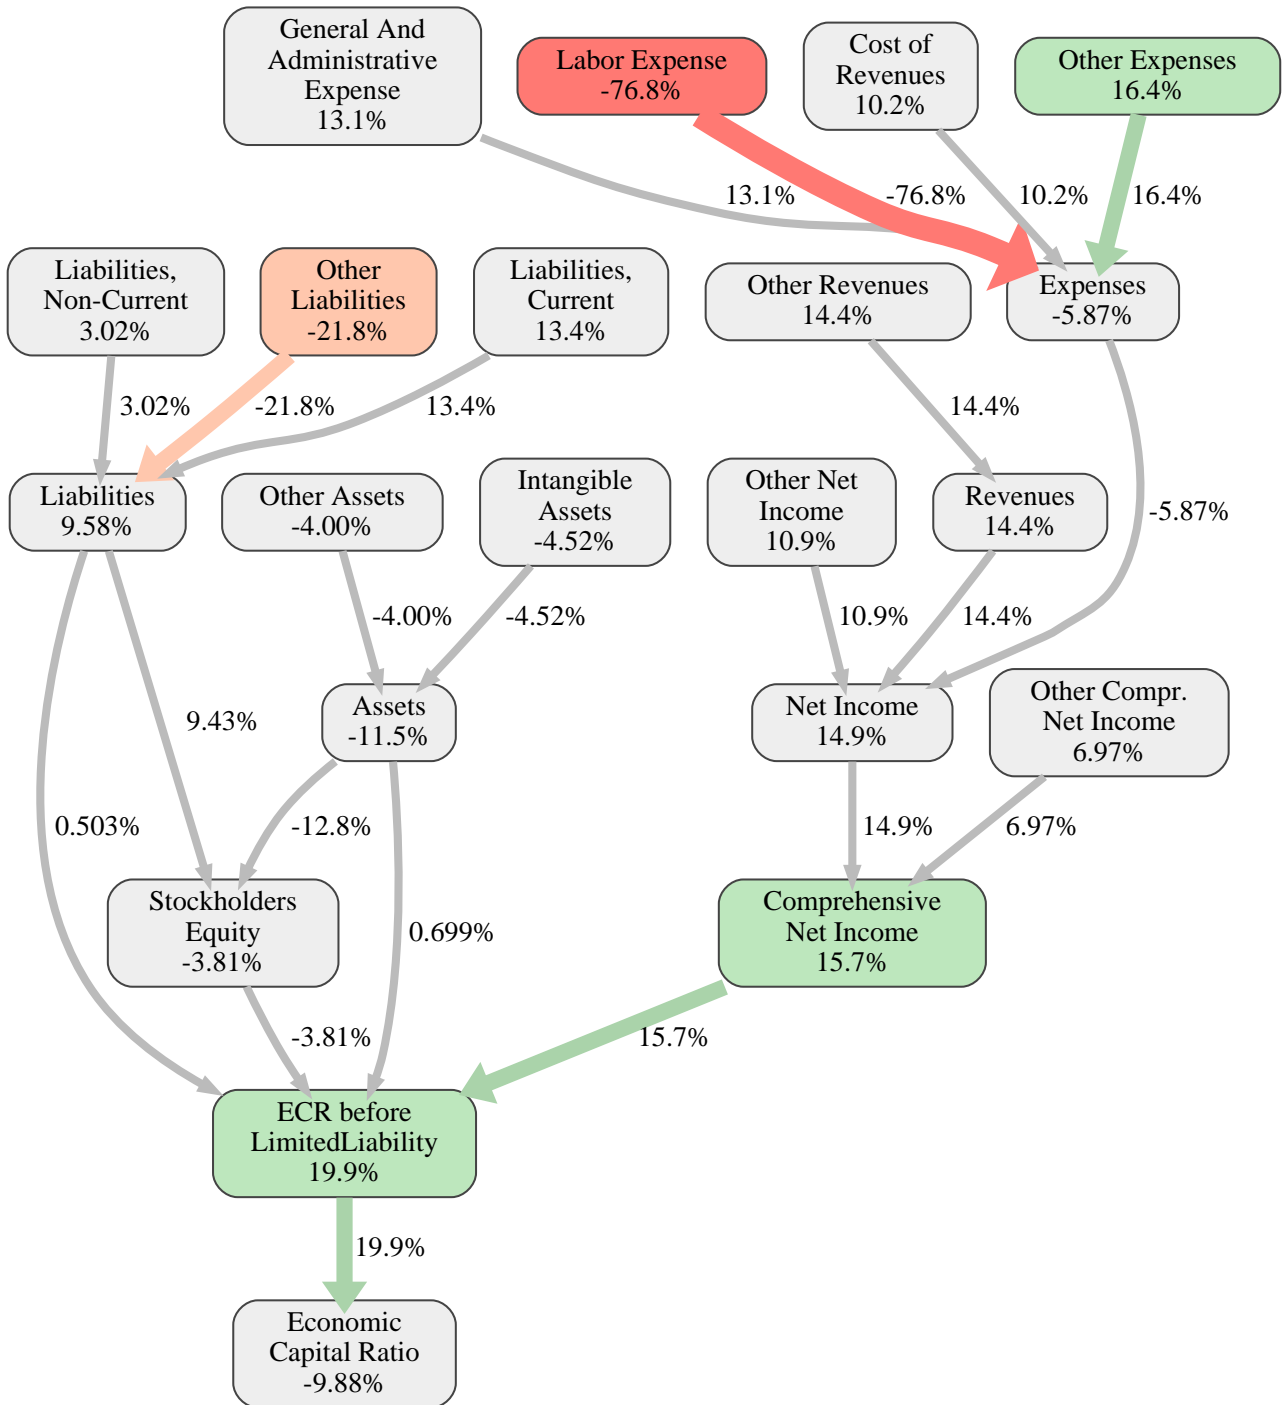 General And
Administrative
Expense
13.1%
Labor Expense
-76.8%
Cost of
Revenues
10.2%
Other Expenses
16.4%
13.1%
-76.8%
10.2%
16.4%
Liabilities,
Non-Current
3.02%
Other
Liabilities
-21.8%
Liabilities,
Current
13.4%
Other Revenues
14.4%
Expenses
-5.87%
3.02%
-21.8%
13.4%
14.4%
Liabilities
9.58%
Other Assets
-4.00%
Intangible
Assets
-4.52%
Other Net
Income
10.9%
Revenues
14.4%
-5.87%
-4.00%
-4.52%
10.9%
14.4%
9.43%
Assets
-11.5%
Net Income
14.9%
Other Compr.
Net Income
6.97%
0.503%
-12.8%
14.9%
6.97%
Stockholders
Equity
-3.81%
0.699%
Comprehensive
Net Income
15.7%
-3.81%
15.7%
ECR before
LimitedLiability
19.9%
19.9%
Economic
Capital Ratio
-9.88%